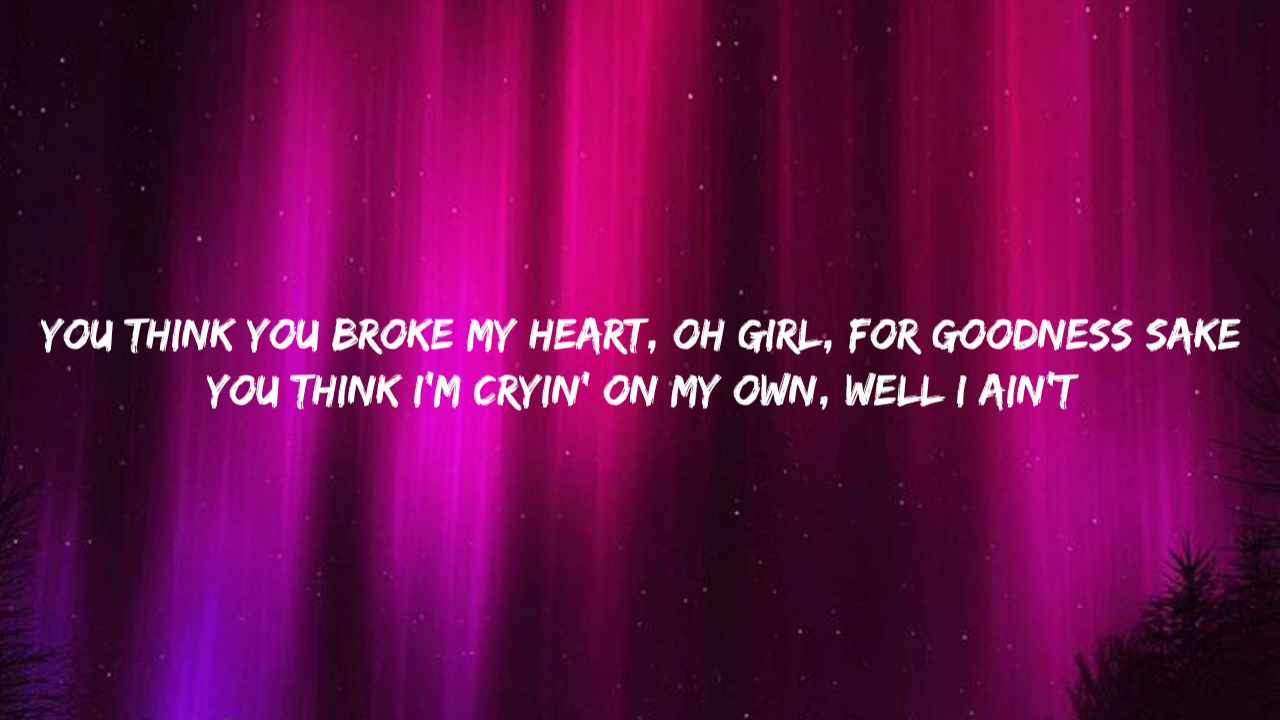 YOU THINK YOU BROKE MY HEART, OH GIRL, FOR GOODNESS SAKE
YOU THINK I'M CRYIN' ON MY OWN, WELL I AIN'T